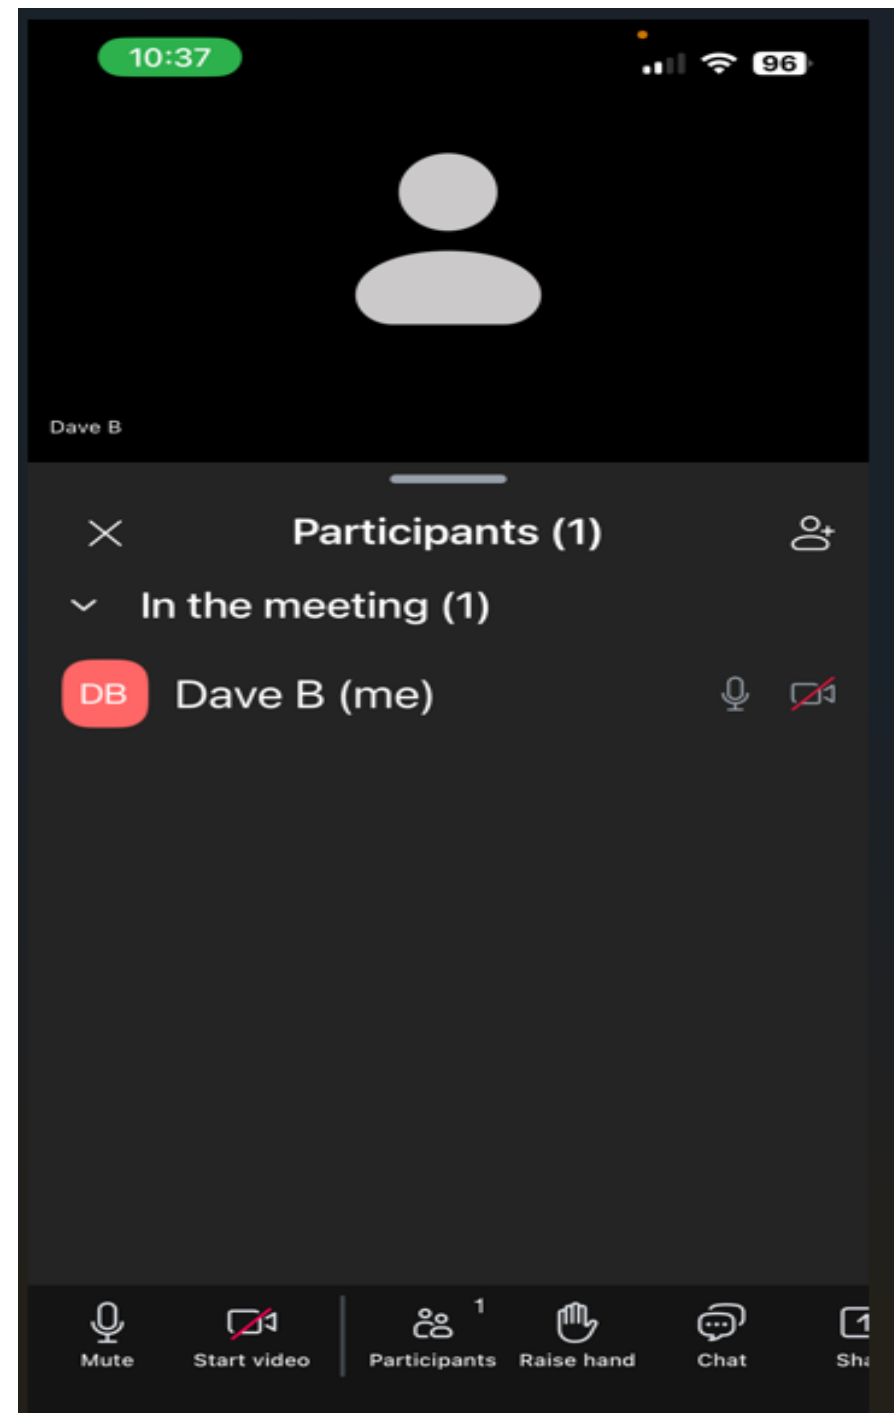 10:37
96
Dave B
Participants (1)
In the meeting (1)
DB Dave B (me)
1
Mute Start video Participants Raise hand Chat Sha